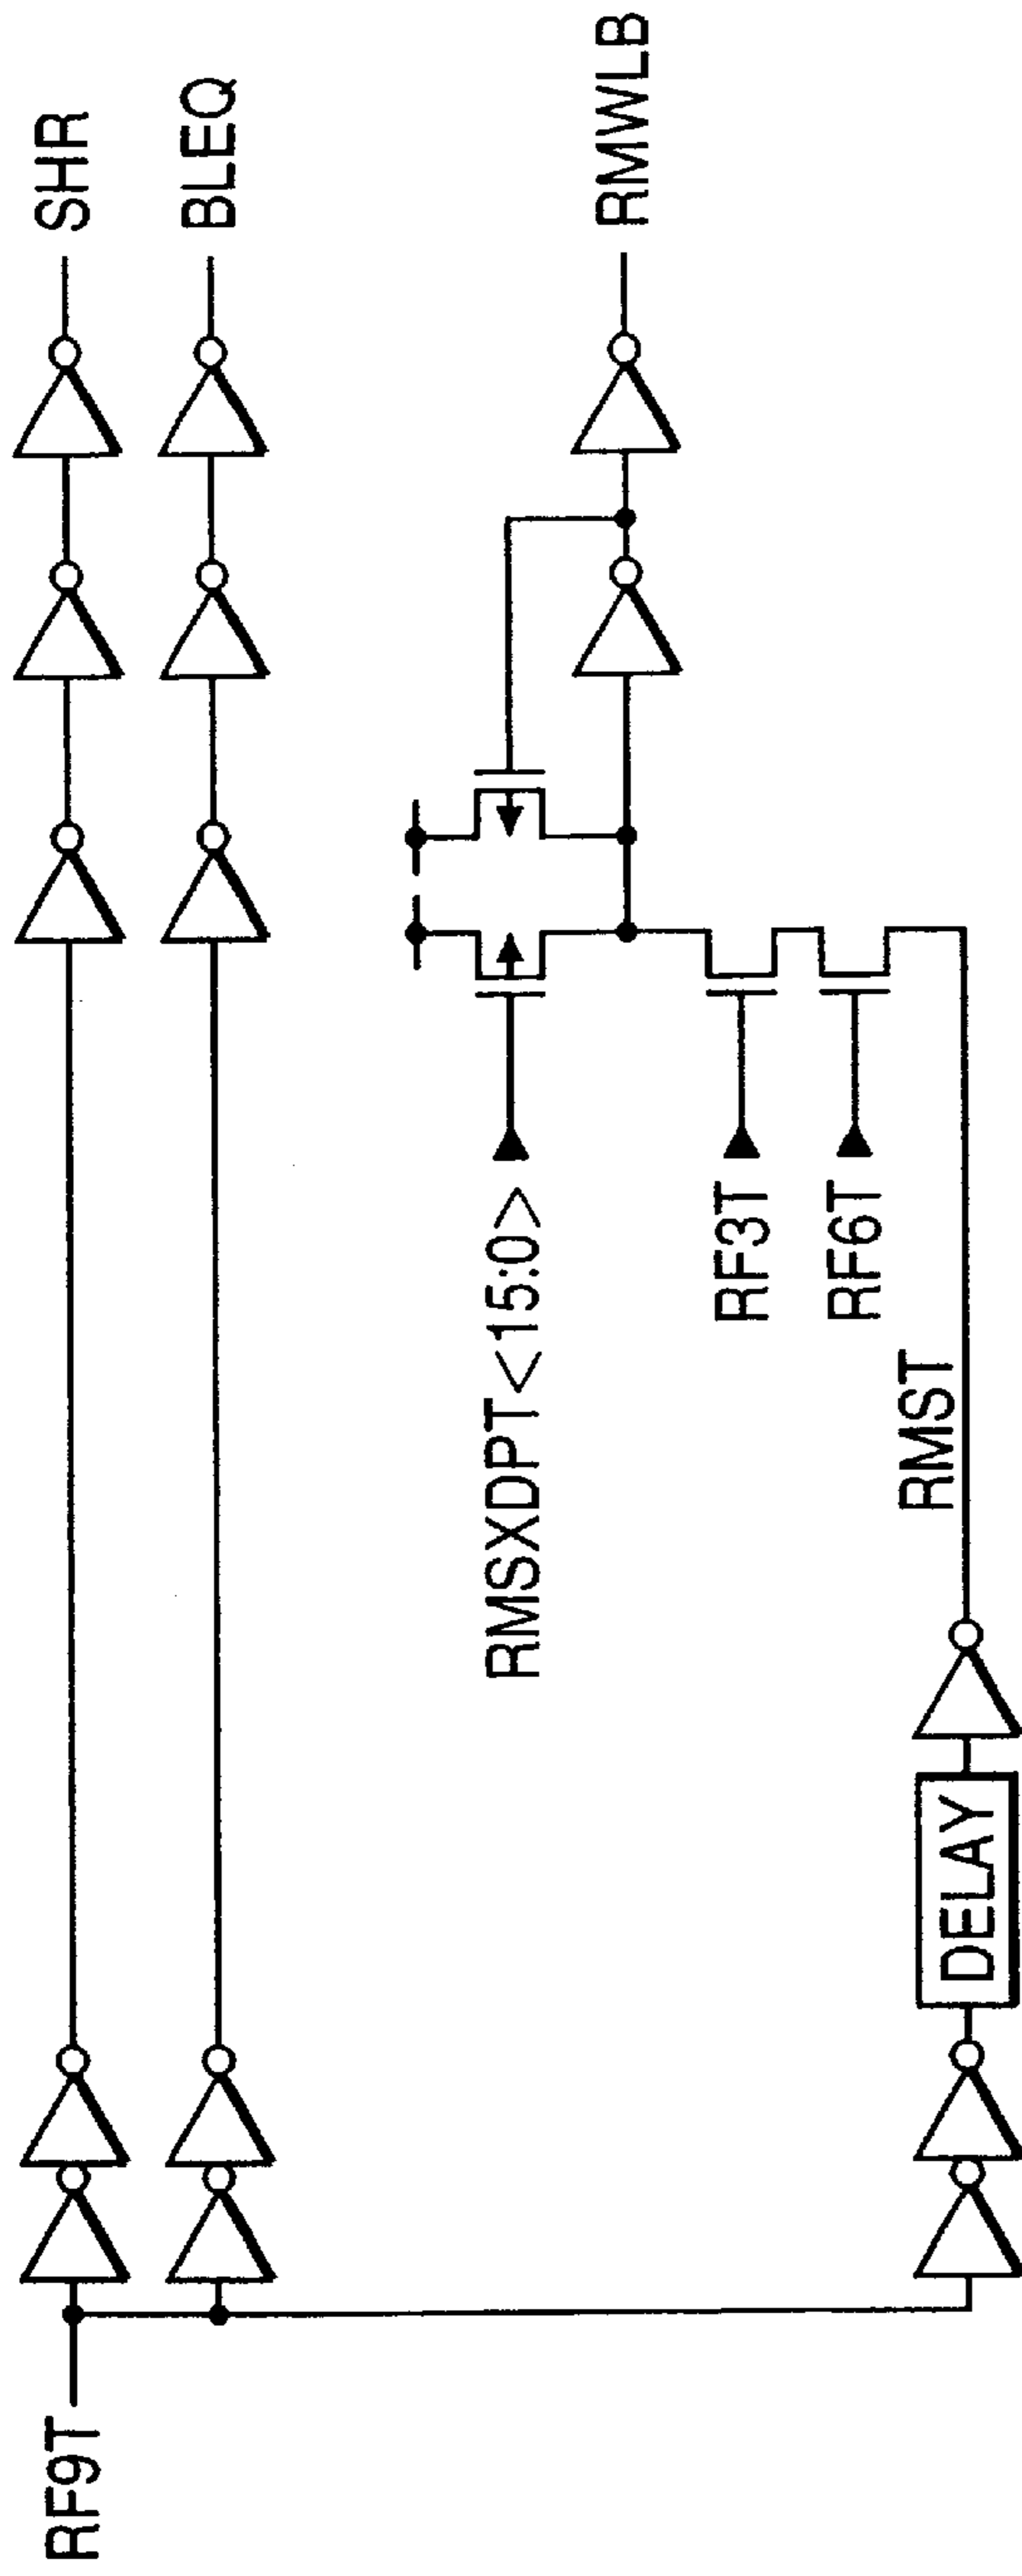 RF9T
SHR
BLEQ
RMSXDPT<15:0>
RMWLB
RF3T
RF6T
RMST
DELAY